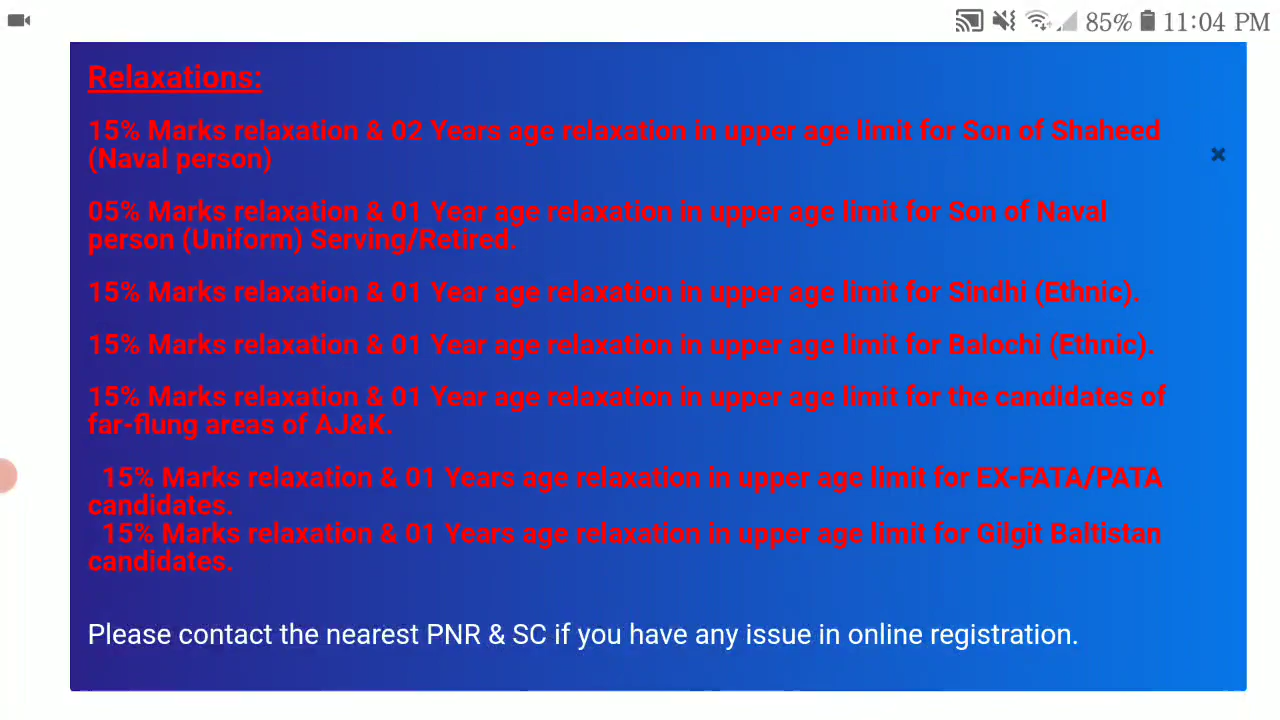 85% 11:04 PM
Relaxations:
15% Marks relaxation & 02 Years age relaxation in upper age limit for Son of Shaheed
(Naval person)
05% Marks relaxation & 01 Year age relaxation in upper age limit for Son of Naval
person (Uniform) Serving/Retired.
15% Marks relaxation & 01 Year age relaxation in upper age limit for Sindhi (Ethnic).
15% Marks relaxation & 01 Year age relaxation in upper age limit for Balochi (Ethnic).
15% Marks relaxation & 01 Year age relaxation in upper age limit for the candidates of
far-flung areas of AJ&K.
15% Marks relaxation & 01 Years age relaxation in upper age limit for EX-FATA/PATA
candidates.
15% Marks relaxation & 01 Years age relaxation in upper age limit for Gilgit Baltistan
candidates.
Please contact the nearest PNR & SC if you have any issue in online registration.